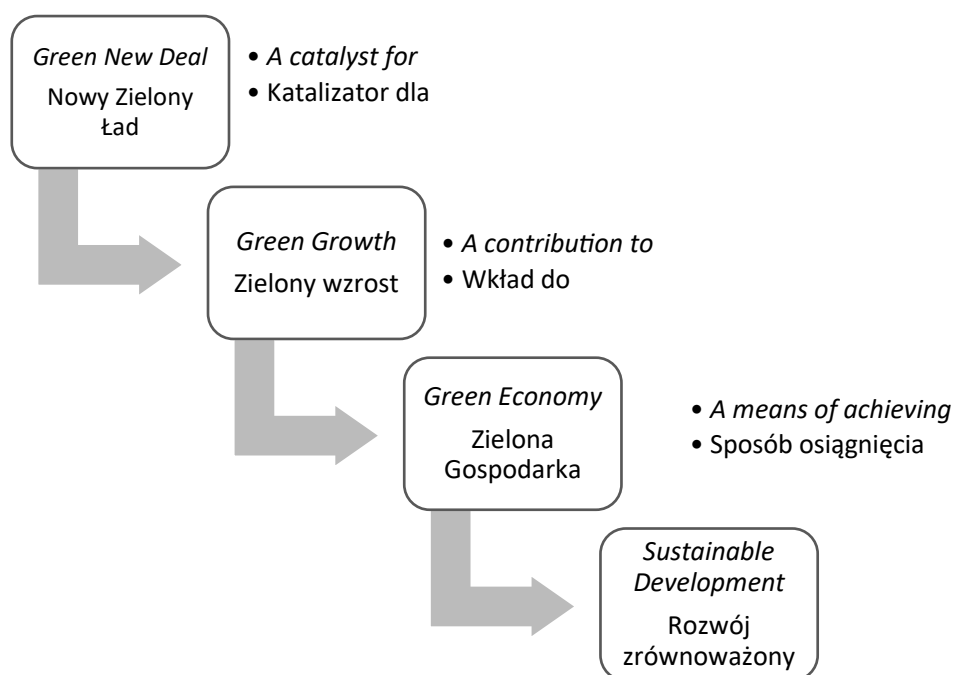 Green New Deal
Nowy Zielony
Ład
• A catalyst for
• Katalizator dla
Green Growth
Zielony wzrost
• A contribution to
• Wkład do
Green Economy
Zielona
Gospodarka
• A means of achieving
• Sposób osiągnięcia
Sustainable
Development
Rozwój
zrównoważony